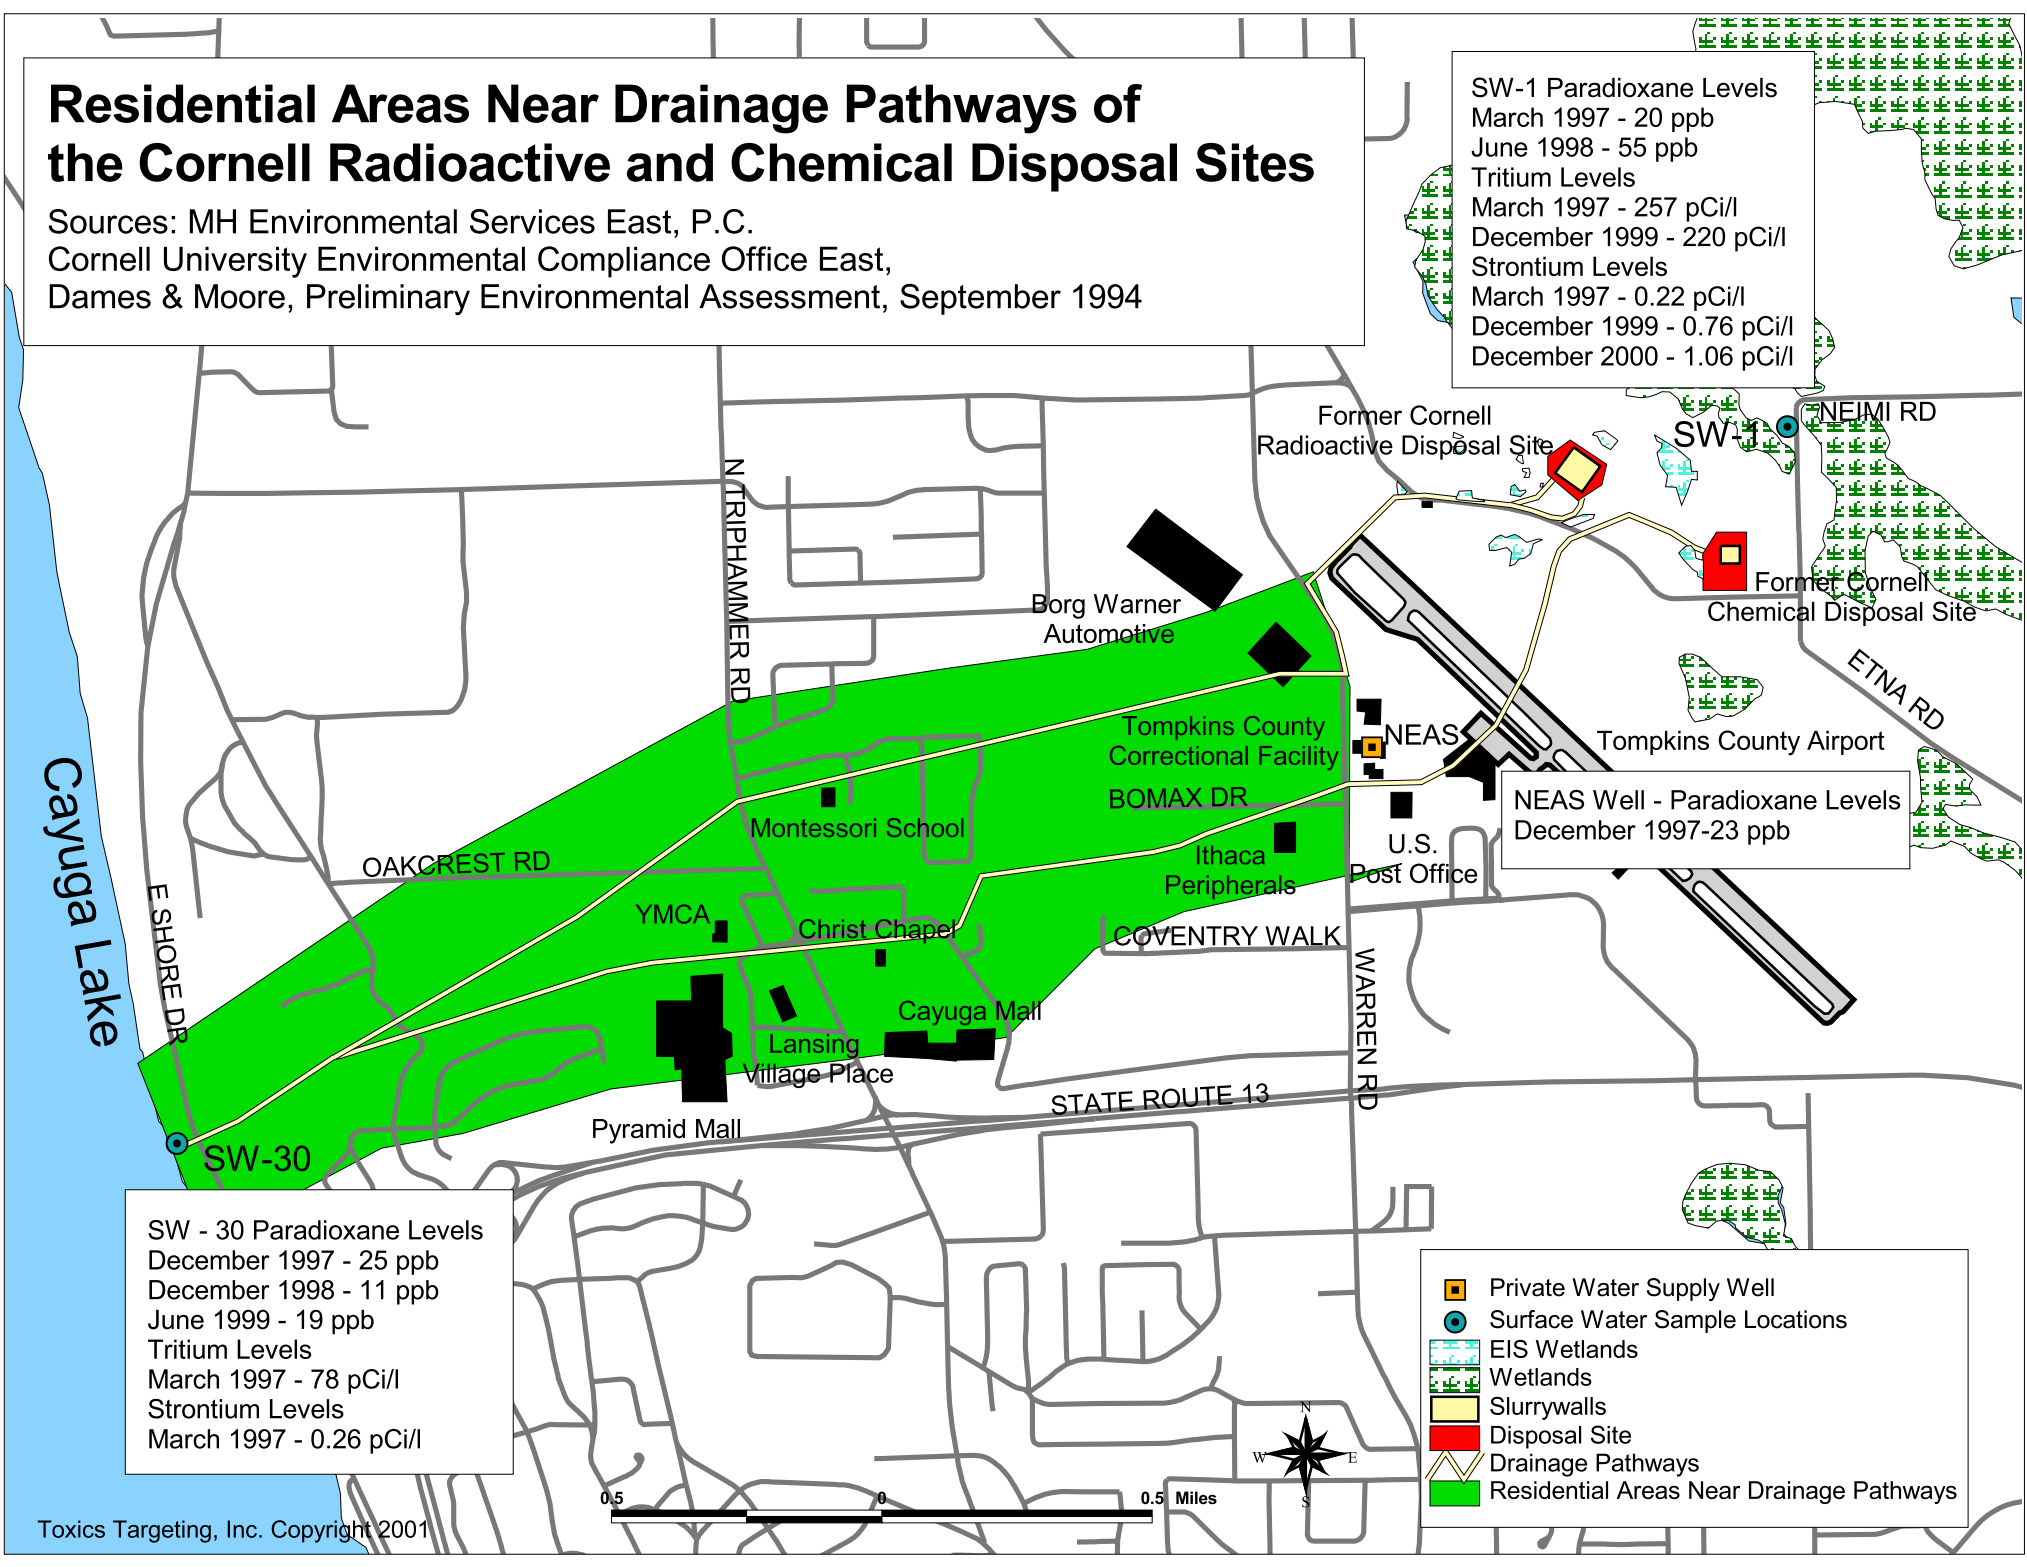 Residential Areas Near Drainage Pathways of
the Cornell Radioactive and Chemical Disposal Sites
Sources: MH Environmental Services East, P.C.
Cornell University Environmental Compliance Office East,
Dames & Moore, Preliminary Environmental Assessment, September 1994
SW-1 Paradioxane Levels
March 1997 - 20 ppb
June 1998 - 55 ppb
Tritium Levels
March 1997 - 257 pCi/l
December 1999 - 220 pCi/l
Strontium Levels
March 1997 - 0.22 pCi/l
December 1999 - 0.76 pCi/l
December 2000 - 1.06 pCi/l
Former Cornell
Radioactive Disposal Site
SW-1
NEIMI RD
Former Cornell
Chemical Disposal Site
ETNA RD
N TRIPHAMMER RD
Borg Warner
Automotive
Tompkins County
Correctional Facility
NEAS
Tompkins County Airport
BOMAX DR
NEAS Well - Paradioxane Levels
December 1997-23 ppb
Montessori School
U.S.
Post Office
Ithaca
Peripherals
OAKCREST RD
Cayuga Lake
E SHORE DR
YMCA
Christ Chapel
COVENTRY WALK
WARREN RD
Cayuga Mall
Lansing
Village Place
STATE ROUTE 13
Pyramid Mall
SW-30
SW - 30 Paradioxane Levels
December 1997 - 25 ppb
December 1998 - 11 ppb
June 1999 - 19 ppb
Tritium Levels
March 1997 - 78 pCi/l
Strontium Levels
March 1997 - 0.26 pCi/l
Private Water Supply Well
Surface Water Sample Locations
EIS Wetlands
Wetlands
Slurrywalls
Disposal Site
Drainage Pathways
Residential Areas Near Drainage Pathways
N
W E
S
0.5 0 0.5 Miles
Toxics Targeting, Inc. Copyright 2001